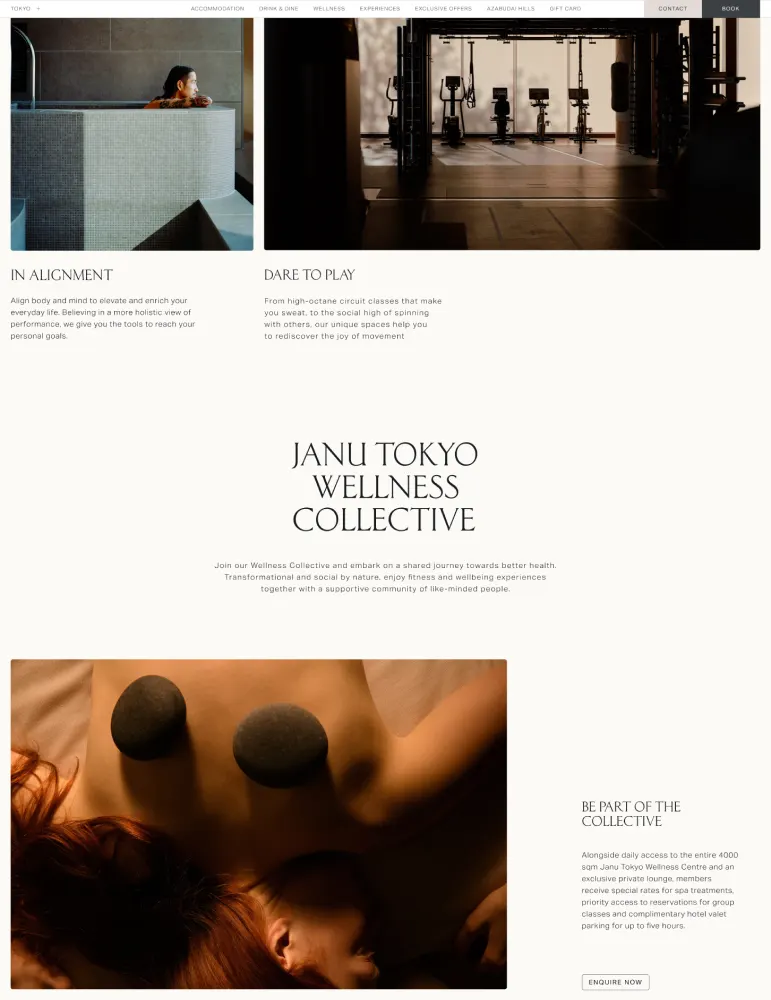 TOKYO
ACCOMMODATION DRINK & DINE WELLNESS EXPERIENCES EXCLUSIVE OFFERS AZABUDAI HILLS GIFT CARD CONTACT BOOK
IN ALIGNMENT
Align body and mind to elevate and enrich your
everyday life. Believing in a more holistic view of
performance, we give you the tools to reach your
personal goals.
DARE TO PLAY
From high-octane circuit classes that make
you sweat, to the social high of spinning
with others, our unique spaces help you
to rediscover the joy of movement
JANU TOKYO
WELLNESS
COLLECTIVE
Join our Wellness Collective and embark on a shared journey towards better health.
Transformational and social by nature, enjoy fitness and wellbeing experiences
together with a supportive community of like-minded people.
BE PART OF THE
COLLECTIVE
Alongside daily access to the entire 4000
sqm Janu Tokyo Wellness Centre and an
exclusive private lounge, members
receive special rates for spa treatments,
priority access to reservations for group
classes and complimentary hotel valet
parking for up to five hours.
ENQUIRE NOW